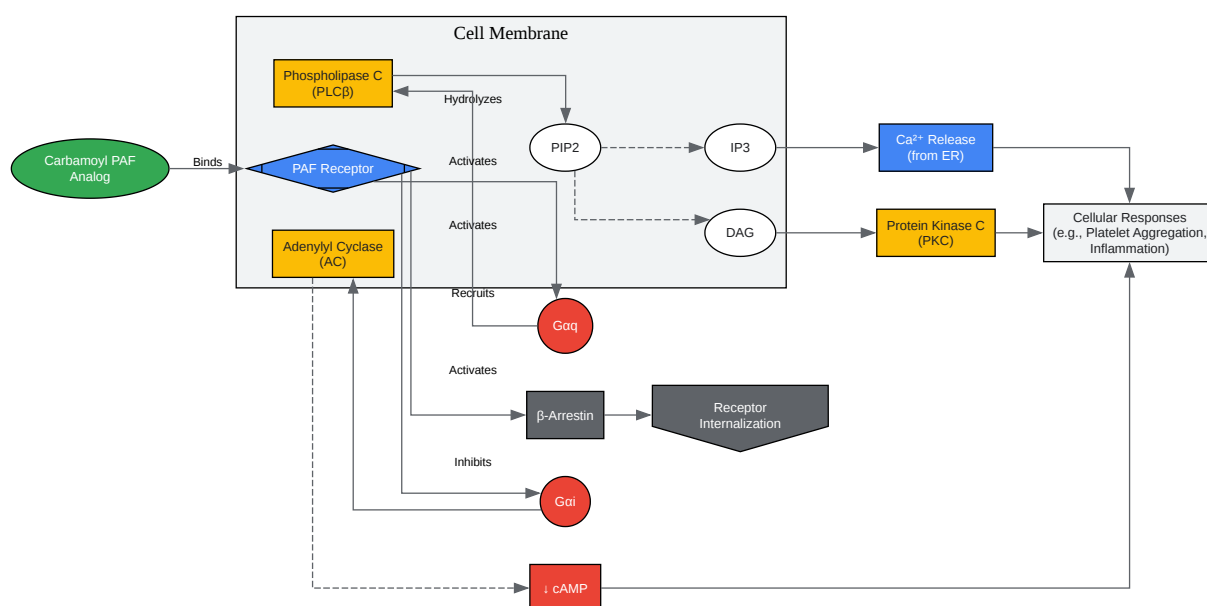 Cell Membrane
Phospholipase C
(PLCβ)
Hydrolyzes
Carbamoyl PAF
Analog
Binds
PAF Receptor
Activates
PIP2
IP3
Ca²⁺ Release
(from ER)
Activates
Adenylyl Cyclase
(AC)
DAG
Protein Kinase C
(PKC)
Cellular Responses
(e.g., Platelet Aggregation,
Inflammation)
Recruits
Gαq
Activates
β-Arrestin
Receptor
Internalization
Inhibits
Gαi
↓ cAMP